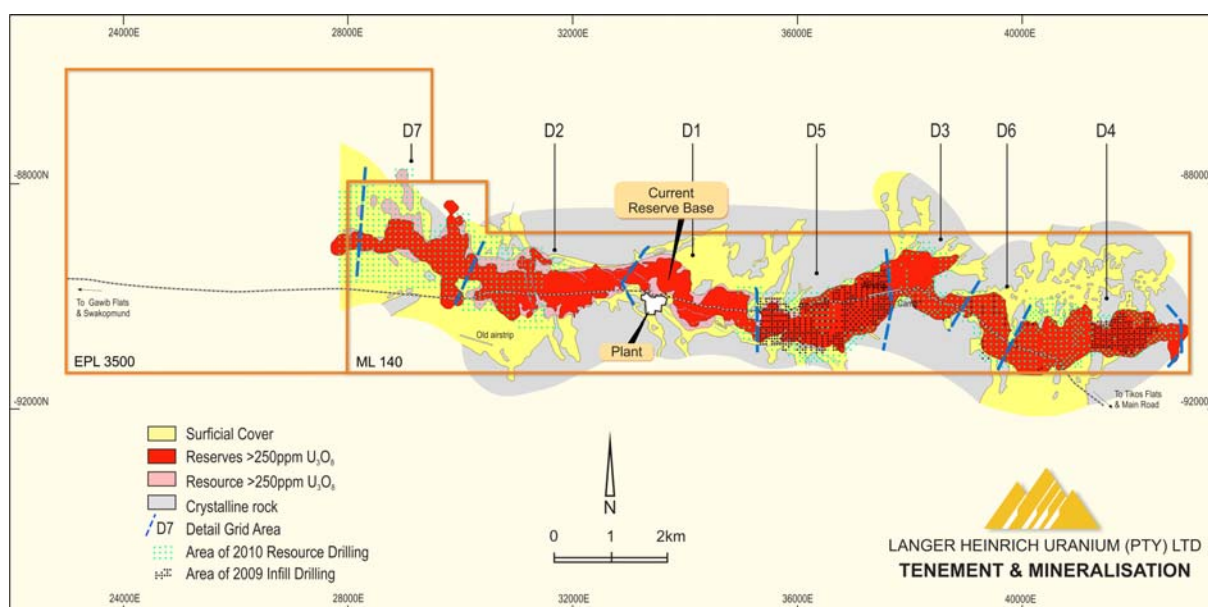 24000E
28000E
32000E
36000E
40000E
D7
D2
D1
D5
D3
D6
D4
-88000N
-88000N
Current
Reserve Base
To Gawib Flats
& Swakopmund
Old airstrip
Plant
EPL 3500
ML 140
To Tikos Flats
& Main Road
-92000N
-92000N
Surficial Cover
Reserves >250ppm U₃O₈
Resource >250ppm U₃O₈
Crystalline rock
D7 Detail Grid Area
Area of 2010 Resource Drilling
Area of 2009 Infill Drilling
N
0 1 2km
LANGER HEINRICH URANIUM (PTY) LTD
TENEMENT & MINERALISATION
24000E
28000E
32000E
36000E
40000E